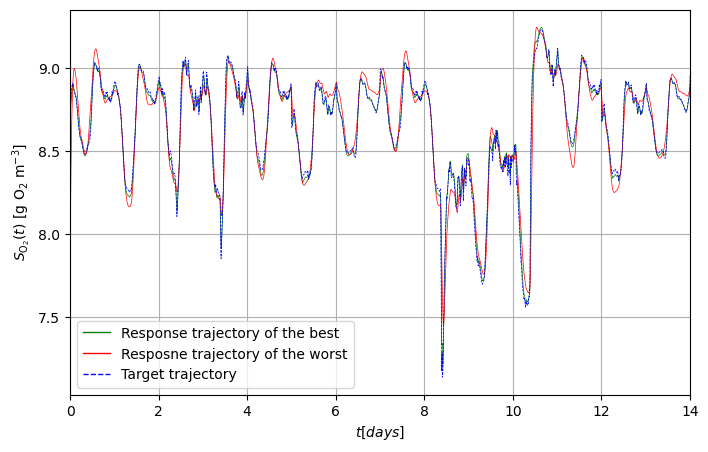 9.0
8.5
8.0
7.5
S_{O_2}(t) [g O_2 m^{-3}]
Response trajectory of the best
Resposne trajectory of the worst
Target trajectory
0 2 4 6 8 10 12 14
t[days]